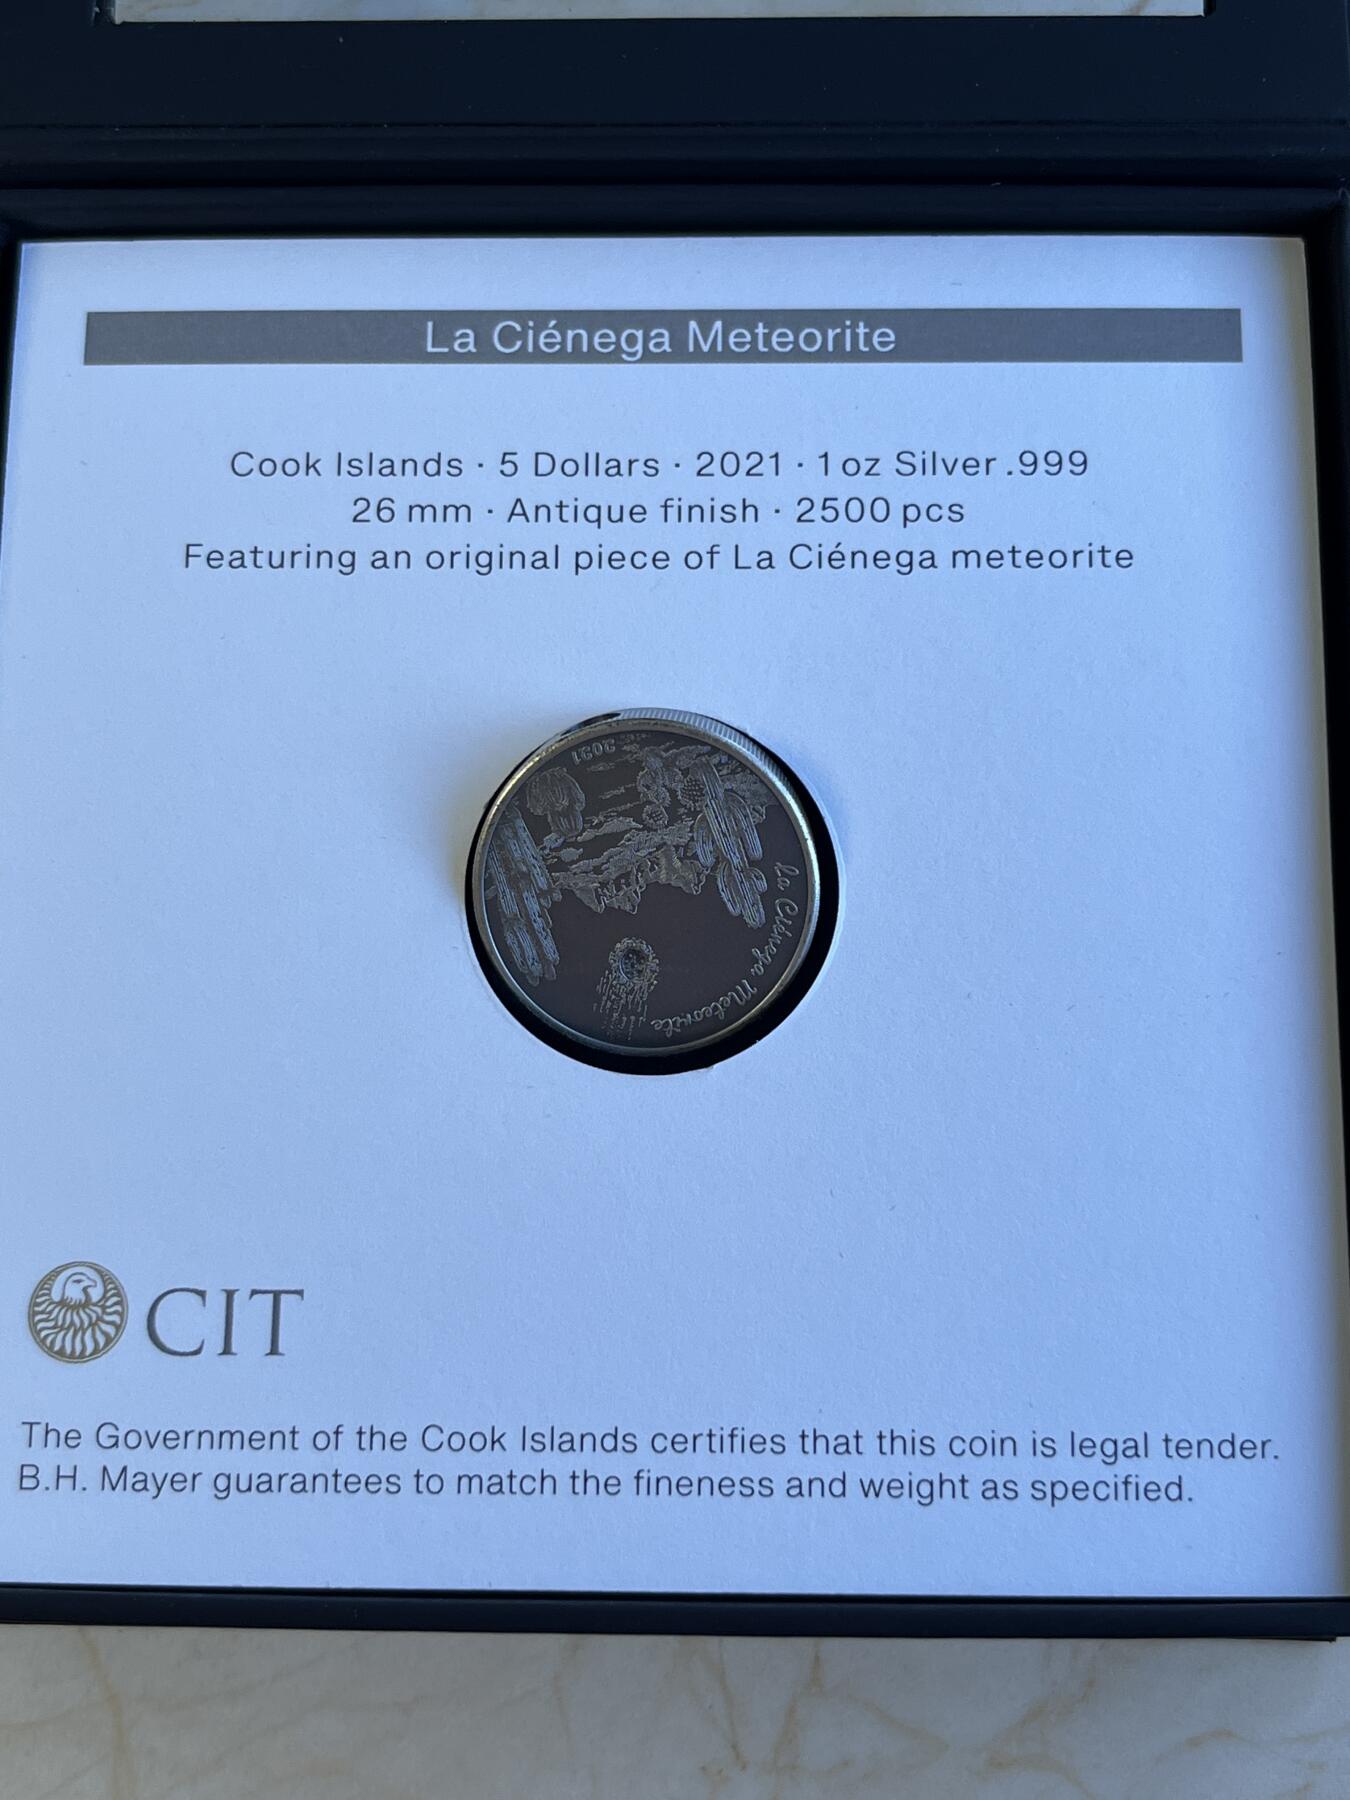 La Ciénega Meteorite
Cook Islands · 5 Dollars · 2021 · 1 oz Silver .999
26 mm · Antique finish · 2500 pcs
Featuring an original piece of La Ciénega meteorite
2021
La Ciénega Meteorite
CIT
The Government of the Cook Islands certifies that this coin is legal tender.
B.H. Mayer guarantees to match the fineness and weight as specified.